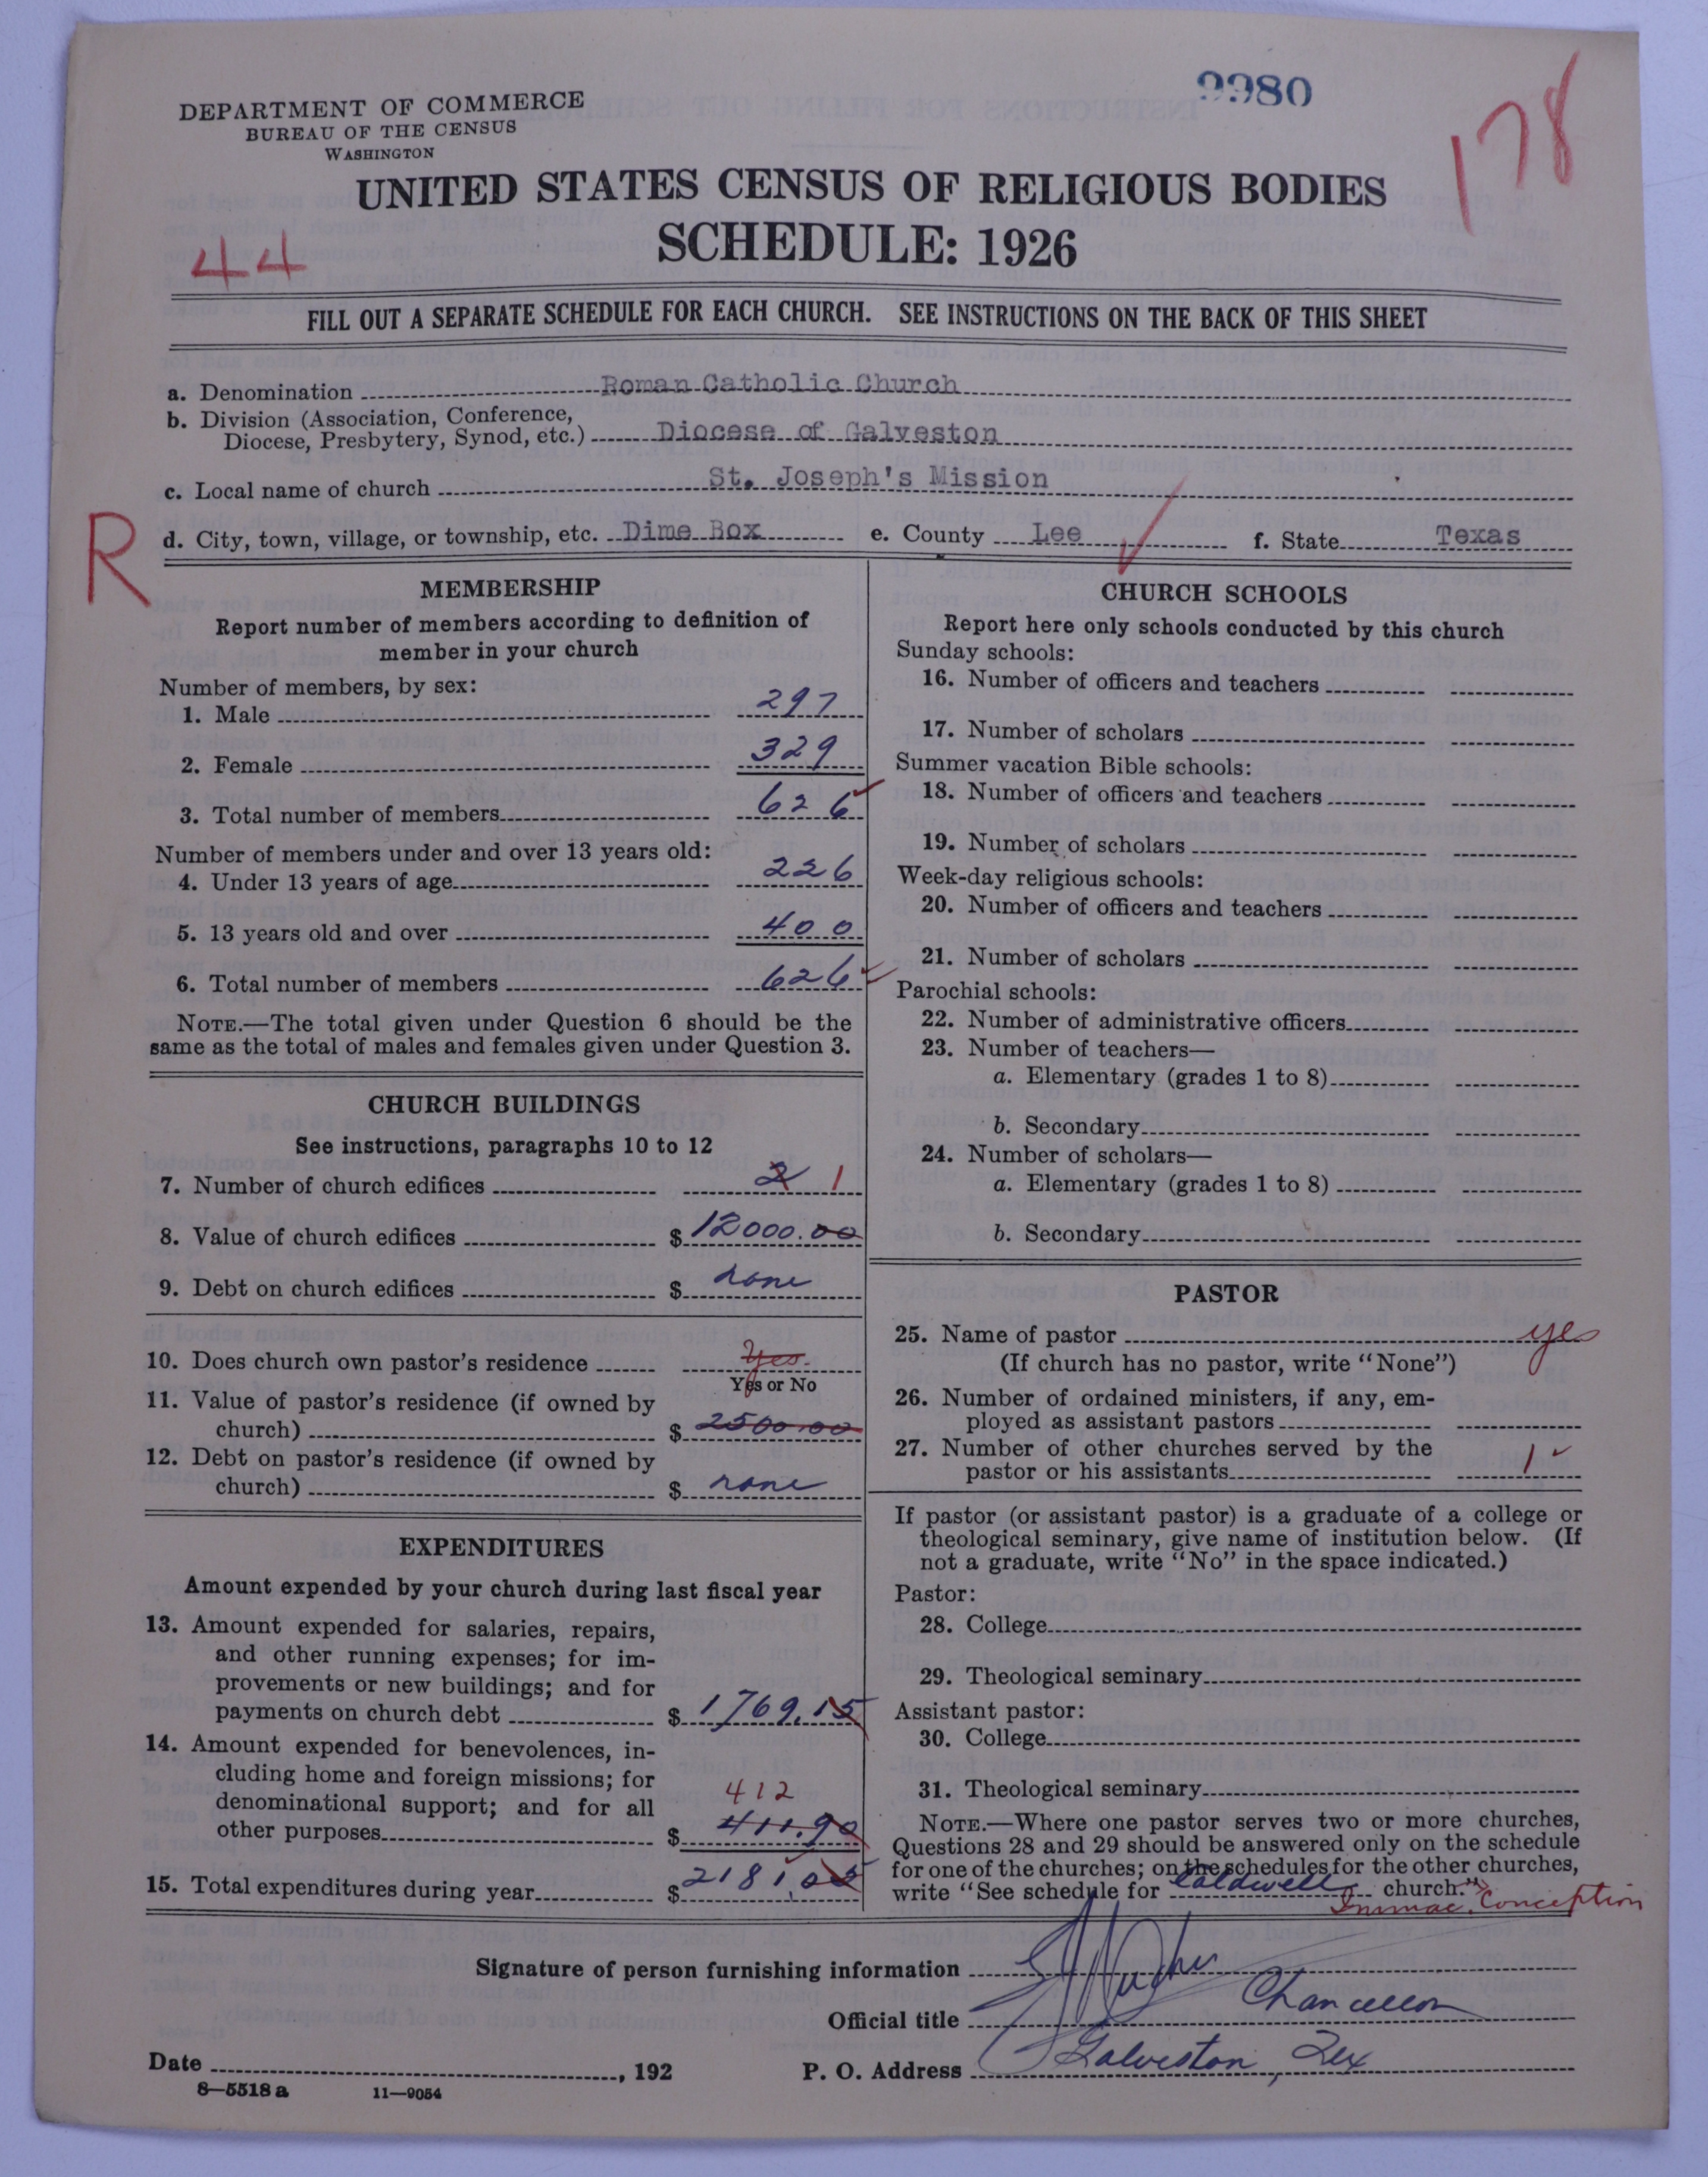 9980
178
DEPARTMENT OF COMMERCE
BUREAU OF THE CENSUS
WASHINGTON
UNITED STATES CENSUS OF RELIGIOUS BODIES
SCHEDULE: 1926
44
FILL OUT A SEPARATE SCHEDULE FOR EACH CHURCH. SEE INSTRUCTIONS ON THE BACK OF THIS SHEET
a. Denomination Roman Catholic Church
b. Division (Association, Conference,
Diocese, Presbytery, Synod, etc.) Diocese of Galveston
c. Local name of church St. Joseph's Mission
R
d. City, town, village, or township, etc. Dime Box e. County Lee f. State Texas
MEMBERSHIP
Report number of members according to definition of
member in your church
Number of members, by sex:
1. Male 297
2. Female 329
3. Total number of members 626
Number of members under and over 13 years old:
4. Under 13 years of age 226
5. 13 years old and over 400
6. Total number of members 626
NOTE.—The total given under Question 6 should be the
same as the total of males and females given under Question 3.
CHURCH BUILDINGS
See instructions, paragraphs 10 to 12
7. Number of church edifices 2 1
8. Value of church edifices $ 12000.00
9. Debt on church edifices $ none
10. Does church own pastor's residence Yes.
Yes or No
11. Value of pastor's residence (if owned by
church) $ 2500.00
12. Debt on pastor's residence (if owned by
church) $ none
EXPENDITURES
Amount expended by your church during last fiscal year
13. Amount expended for salaries, repairs,
and other running expenses; for im-
provements or new buildings; and for
payments on church debt $ 1769.15
14. Amount expended for benevolences, in-
cluding home and foreign missions; for
denominational support; and for all
412
other purposes $ 411.90
15. Total expenditures during year $ 2181.05
CHURCH SCHOOLS
Report here only schools conducted by this church
Sunday schools:
16. Number of officers and teachers
17. Number of scholars
Summer vacation Bible schools:
18. Number of officers and teachers
19. Number of scholars
Week-day religious schools:
20. Number of officers and teachers
21. Number of scholars
Parochial schools:
22. Number of administrative officers
23. Number of teachers—
a. Elementary (grades 1 to 8)
b. Secondary
24. Number of scholars—
a. Elementary (grades 1 to 8)
b. Secondary
PASTOR
25. Name of pastor yes
(If church has no pastor, write "None")
26. Number of ordained ministers, if any, em-
ployed as assistant pastors
27. Number of other churches served by the
pastor or his assistants 1
If pastor (or assistant pastor) is a graduate of a college or
theological seminary, give name of institution below. (If
not a graduate, write "No" in the space indicated.)
Pastor:
28. College
29. Theological seminary
Assistant pastor:
30. College
31. Theological seminary
NOTE.—Where one pastor serves two or more churches,
Questions 28 and 29 should be answered only on the schedule
for one of the churches; on the schedules for the other churches,
write "See schedule for Caldwell church."
Immac. Conception
Signature of person furnishing information
Official title Chancellor
Date , 192 P. O. Address Galveston, Tex
8—5518 a 11—9054